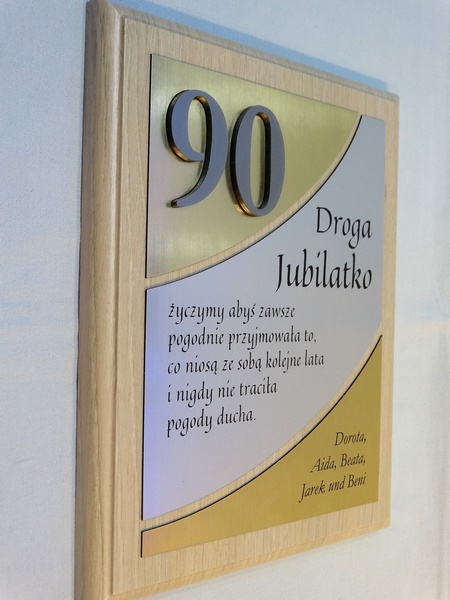 90
Droga
Jubilatko
życzymy abyś zawsze
pogodnie przyjmowała to,
co niosą ze sobą kolejne lata
i nigdy nie traciła
pogody ducha.
Dorota,
Aida, Beata,
Jarek und Beni